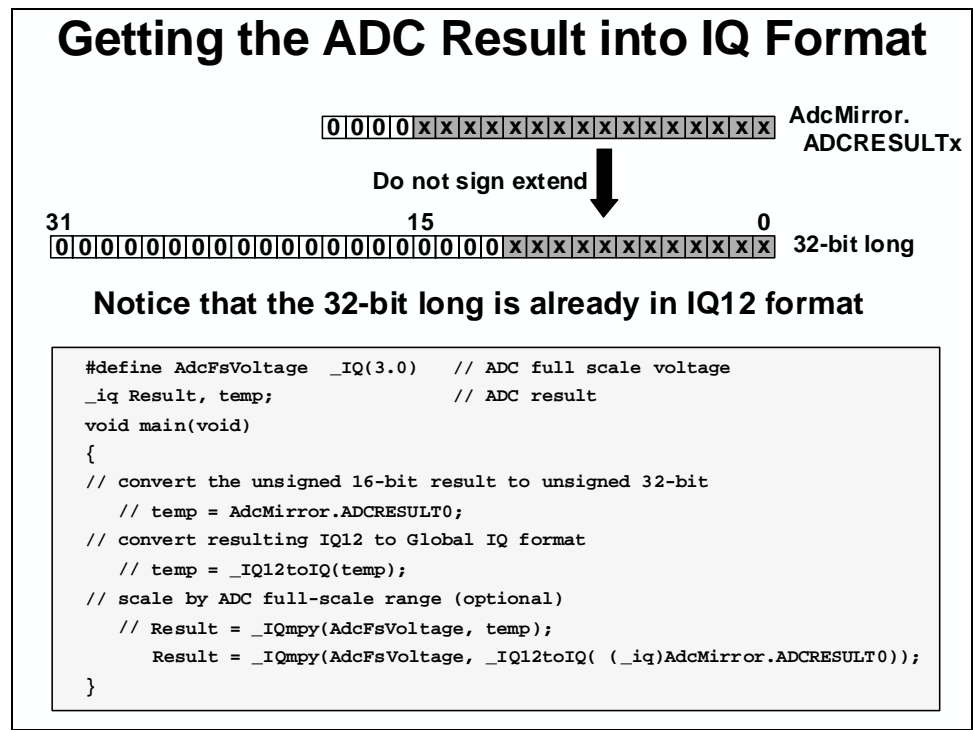 Getting the ADC Result into IQ Format
0 0 0 0 x x x x x x x x x x x x x x x x
AdcMirror.
ADCRESULTx
Do not sign extend
31 15 0
0 0 0 0 0 0 0 0 0 0 0 0 0 0 0 0 0 0 0 0 x x x x x x x x x x x x
32-bit long
Notice that the 32-bit long is already in IQ12 format
#define AdcFsVoltage _IQ(3.0) // ADC full scale voltage
_iq Result, temp; // ADC result
void main(void)
{
// convert the unsigned 16-bit result to unsigned 32-bit
// temp = AdcMirror.ADCRESULT0;
// convert resulting IQ12 to Global IQ format
// temp = _IQ12toIQ(temp);
// scale by ADC full-scale range (optional)
// Result = _IQmpy(AdcFsVoltage, temp);
Result = _IQmpy(AdcFsVoltage, _IQ12toIQ( (_iq)AdcMirror.ADCRESULT0));
}